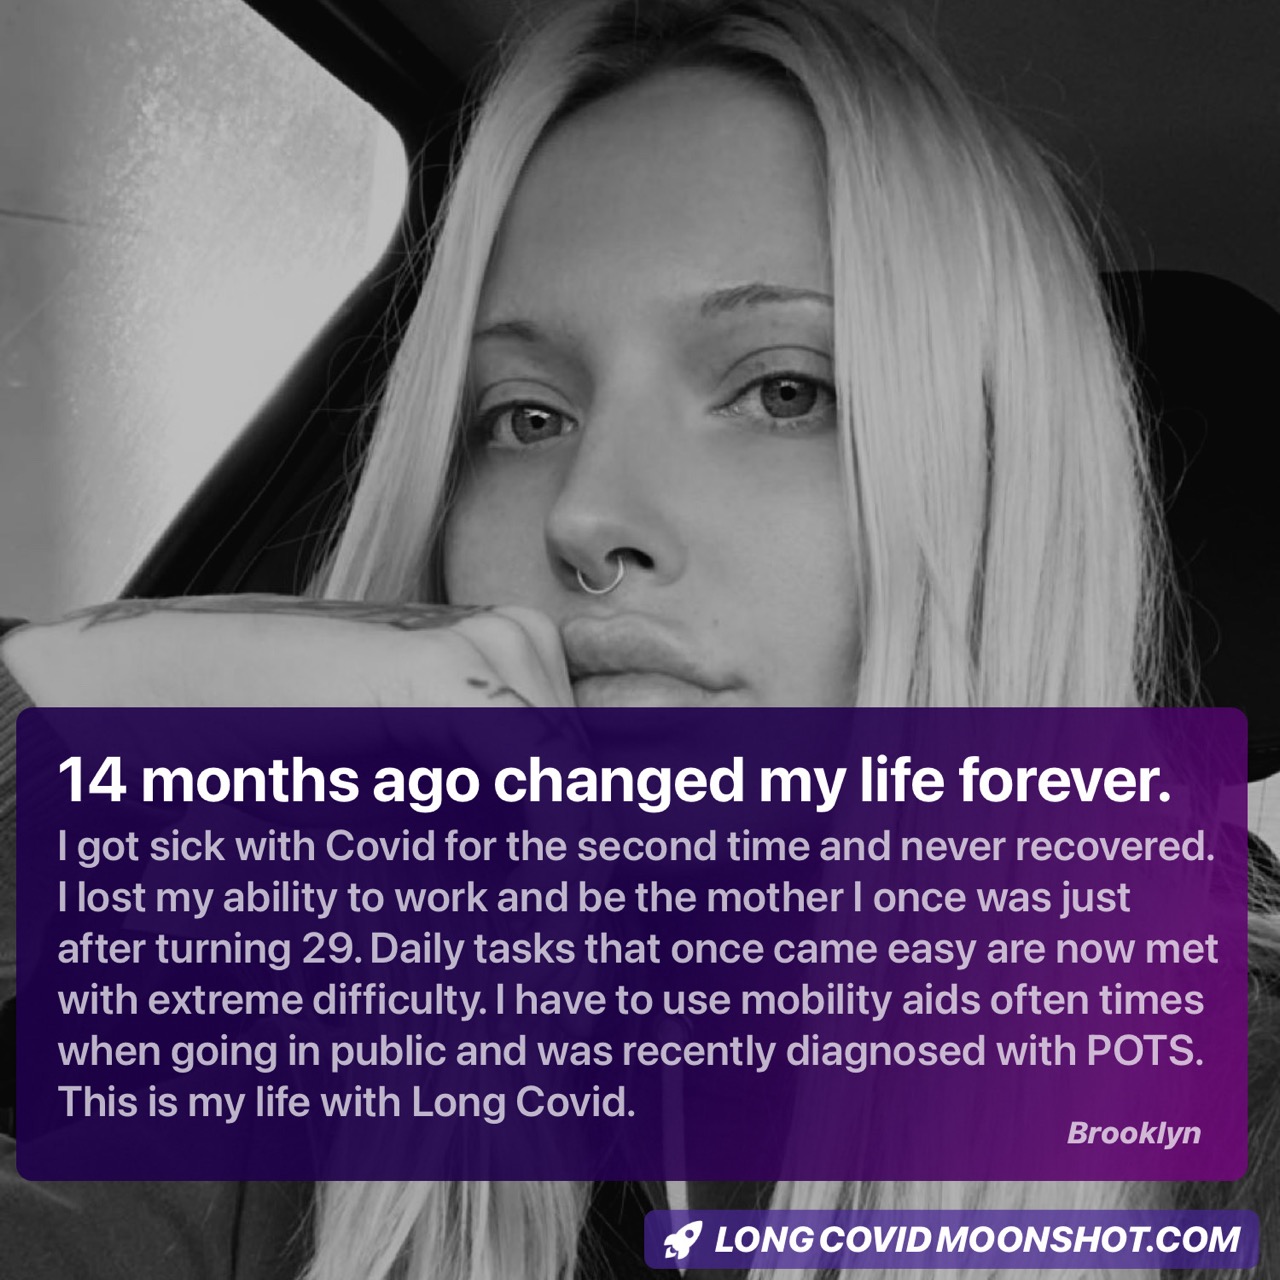 14 months ago changed my life forever.
I got sick with Covid for the second time and never recovered.
I lost my ability to work and be the mother I once was just
after turning 29. Daily tasks that once came easy are now met
with extreme difficulty. I have to use mobility aids often times
when going in public and was recently diagnosed with POTS.
This is my life with Long Covid.
Brooklyn
LONG COVID MOONSHOT.COM